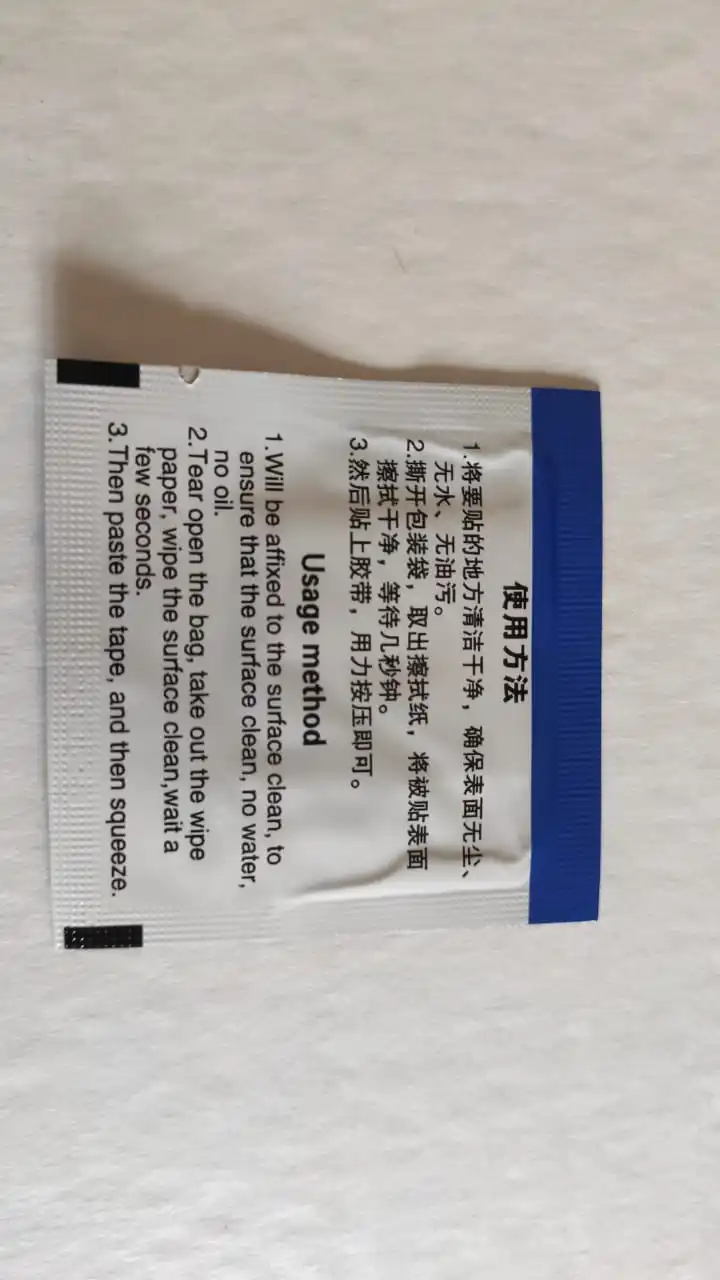 使用方法
1.将要贴的地方清洁干净，确保表面无尘、
无水、无油污。
2.撕开包装袋，取出擦拭纸，将被贴表面
擦拭干净，等待几秒钟。
3.然后贴上胶带，用力按压即可。
Usage method
1.Will be affixed to the surface clean, to
ensure that the surface clean, no water,
no oil.
2.Tear open the bag, take out the wipe
paper, wipe the surface clean,wait a
few seconds.
3.Then paste the tape, and then squeeze.